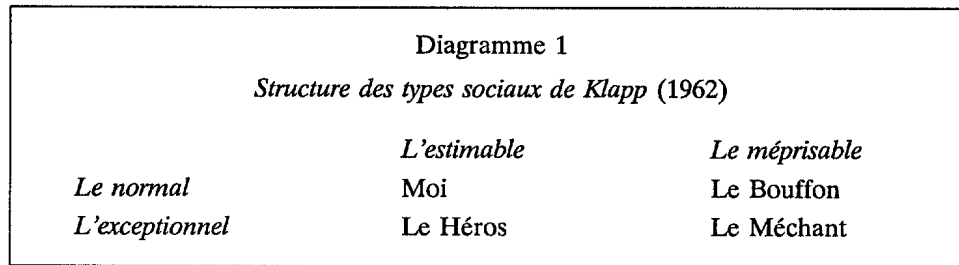 Diagramme 1
Structure des types sociaux de Klapp (1962)
L'estimable Le méprisable
Le normal Moi Le Bouffon
L'exceptionnel Le Héros Le Méchant